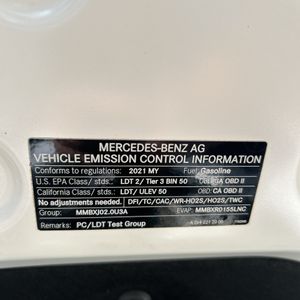 MERCEDES-BENZ AG
VEHICLE EMISSION CONTROL INFORMATION
Conforms to regulations: 2021 MY Fuel: Gasoline
U.S. EPA Class/ stds.: LDT 2/ Tier 3 BIN 50 OBD II
California Class/ stds.: LDT/ ULEV 50 OBD: CA OBD II
No adjustments needed. DFI/TC/CAC/WR-HO2S/HO2S/TWC
Group: MMBXJ02.0U3A EVAP: MMBXR0155LNC
Remarks: PC/LDT Test Group